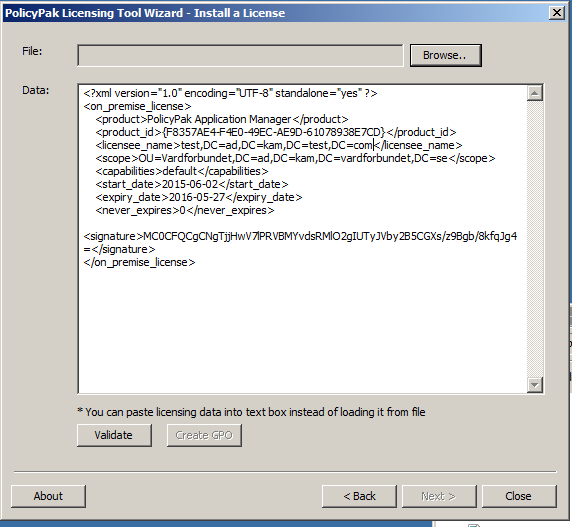 PolicyPak Licensing Tool Wizard - Install a License
File:
Browse..
Data:
<?xml version="1.0" encoding="UTF-8" standalone="yes" ?>
<on_premise_license>
<product>PolicyPak Application Manager</product>
<product_id>{F8357AE4-F4E0-49EC-AE9D-61078938E7CD}</product_id>
<licensee_name>test,DC=ad,DC=kam,DC=test,DC=com</licensee_name>
<scope>OU=Vardforbundet,DC=ad,DC=kam,DC=vardforbundet,DC=se</scope>
<capabilities>default</capabilities>
<start_date>2015-06-02</start_date>
<expiry_date>2016-05-27</expiry_date>
<never_expires>0</never_expires>
<signature>MC0CFQCgCNgTjjHwV7lPRVBMYvdsRMlO2gIUTyJVby2B5CGXs/z9Bgb/8kfqJg4
=</signature>
</on_premise_license>
* You can paste licensing data into text box instead of loading it from file
Validate
Create GPO
About
< Back
Next >
Close